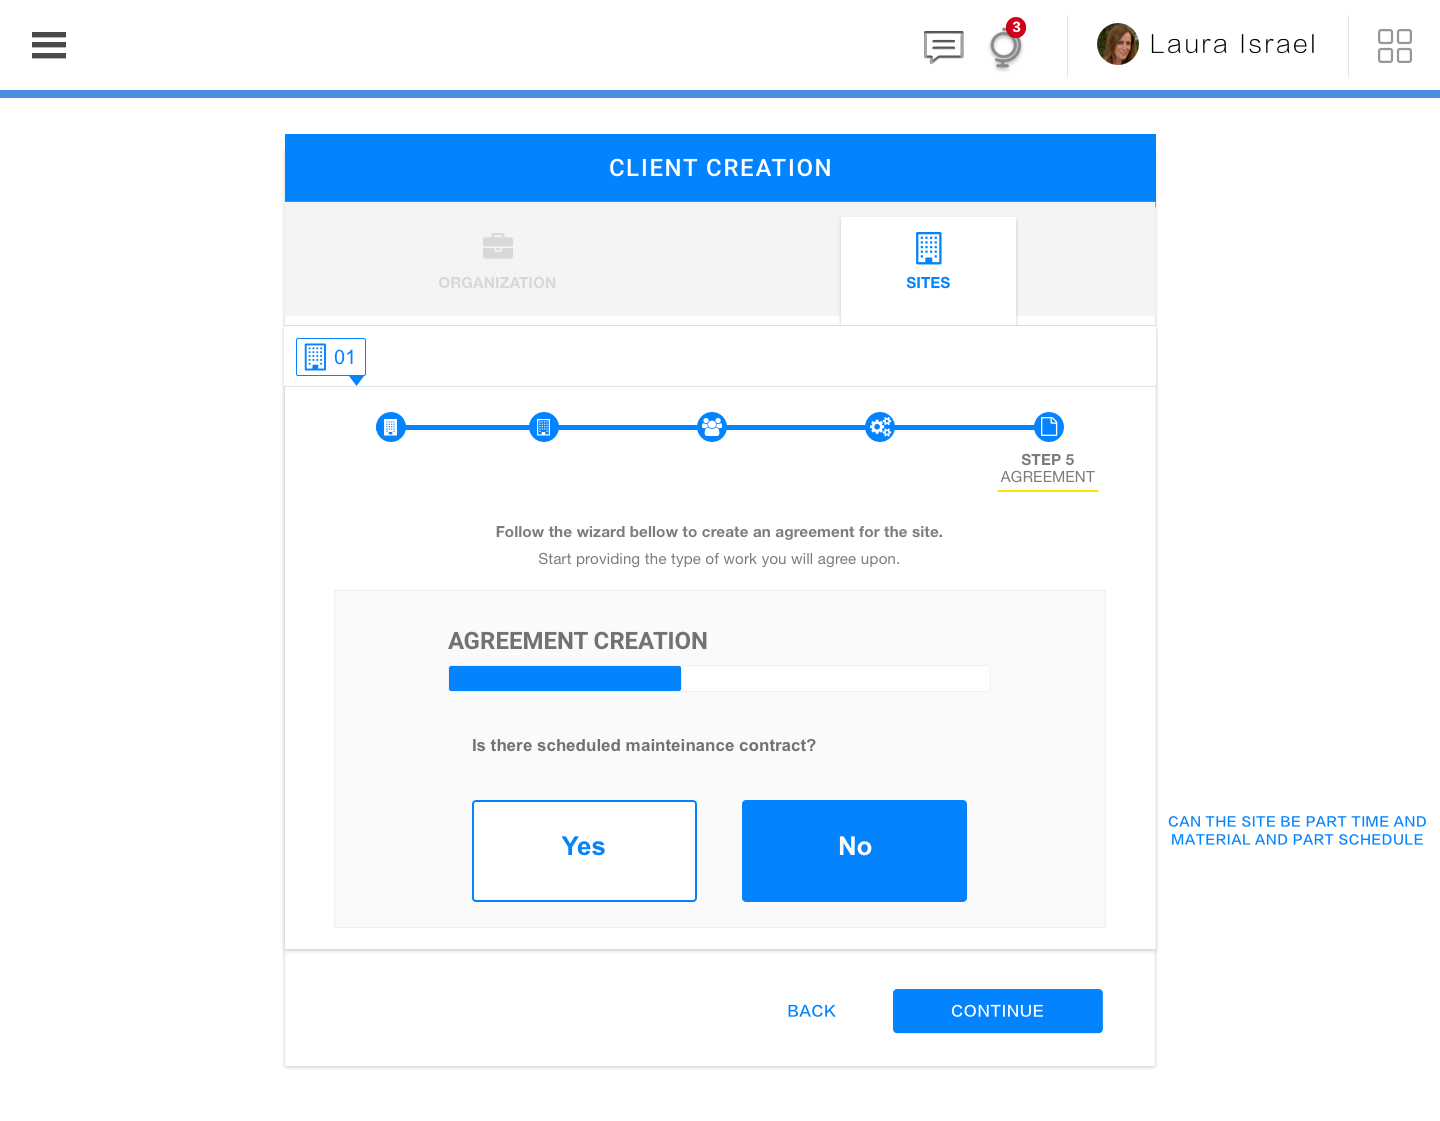 3
Laura Israel
CLIENT CREATION
ORGANIZATION
SITES
01
STEP 5
AGREEMENT
Follow the wizard bellow to create an agreement for the site.
Start providing the type of work you will agree upon.
AGREEMENT CREATION
Is there scheduled mainteinance contract?
Yes
No
CAN THE SITE BE PART TIME AND
MATERIAL AND PART SCHEDULE
BACK
CONTINUE